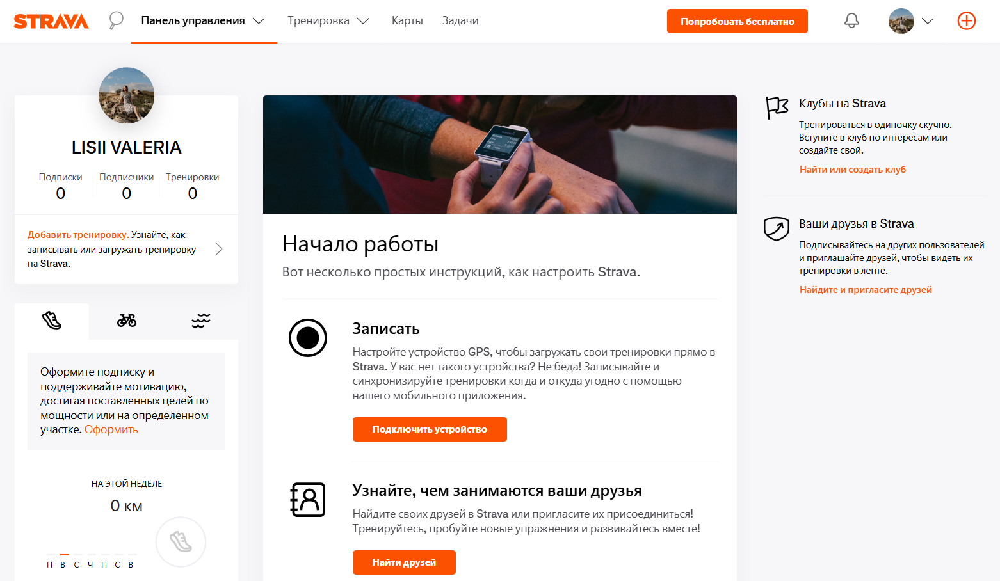 STRAVA
Панель управления
Тренировка
Карты
Задачи
Попробовать бесплатно
LISII VALERIA
Подписки
0
Подписчики
0
Тренировки
0
Добавить тренировку. Узнайте, как
записывать или загружать тренировку
на Strava.
Оформите подписку и
поддерживайте мотивацию,
достигая поставленных целей по
мощности или на определенном
участке. Оформить
НА ЭТОЙ НЕДЕЛЕ
0 км
П В С Ч П С В
Начало работы
Вот несколько простых инструкций, как настроить Strava.
Записать
Настройте устройство GPS, чтобы загружать свои тренировки прямо в
Strava. У вас нет такого устройства? Не беда! Записывайте и
синхронизируйте тренировки когда и откуда угодно с помощью
нашего мобильного приложения.
Подключить устройство
Узнайте, чем занимаются ваши друзья
Найдите своих друзей в Strava или пригласите их присоединиться!
Тренируйтесь, пробуйте новые упражнения и развивайтесь вместе!
Найти друзей
Клубы на Strava
Тренироваться в одиночку скучно.
Вступите в клуб по интересам или
создайте свой.
Найти или создать клуб
Ваши друзья в Strava
Подписывайтесь на других пользователей
и приглашайте друзей, чтобы видеть их
тренировки в ленте.
Найдите и пригласите друзей